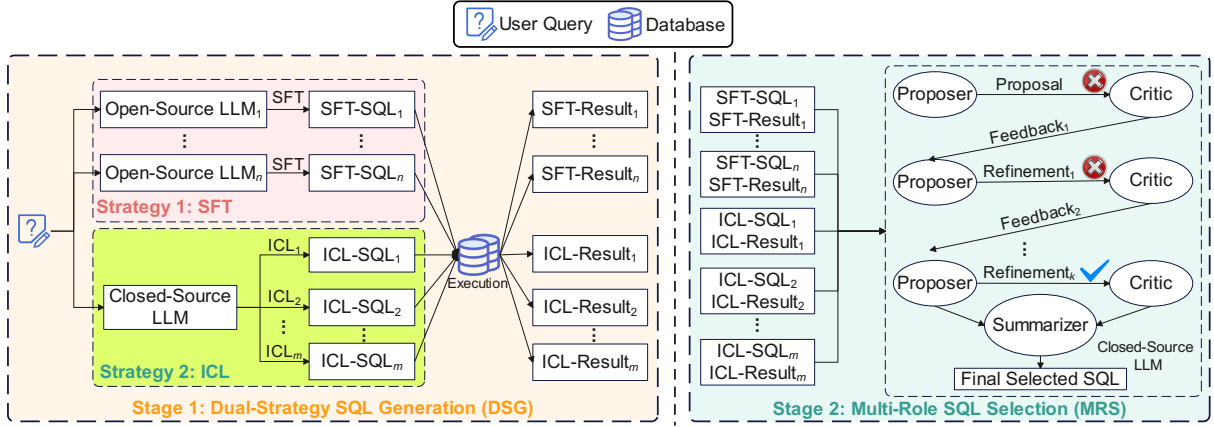 User Query
Database
Open-Source LLM1
SFT
SFT-SQL1
Open-Source LLMn
SFT
SFT-SQLn
Strategy 1: SFT
Closed-Source
LLM
ICL1
ICL-SQL1
ICL2
ICL-SQL2
ICLm
ICL-SQLm
Strategy 2: ICL
Execution
SFT-Result1
SFT-Resultn
ICL-Result1
ICL-Result2
ICL-Resultm
Stage 1: Dual-Strategy SQL Generation (DSG)
SFT-SQL1
SFT-Result1
SFT-SQLn
SFT-Resultn
ICL-SQL1
ICL-Result1
ICL-SQL2
ICL-Result2
ICL-SQLm
ICL-Resultm
Proposer
Proposal
Critic
Feedback1
Proposer
Refinement1
Critic
Feedback2
Proposer
Refinementk
Critic
Summarizer
Closed-Source
LLM
Final Selected SQL
Stage 2: Multi-Role SQL Selection (MRS)